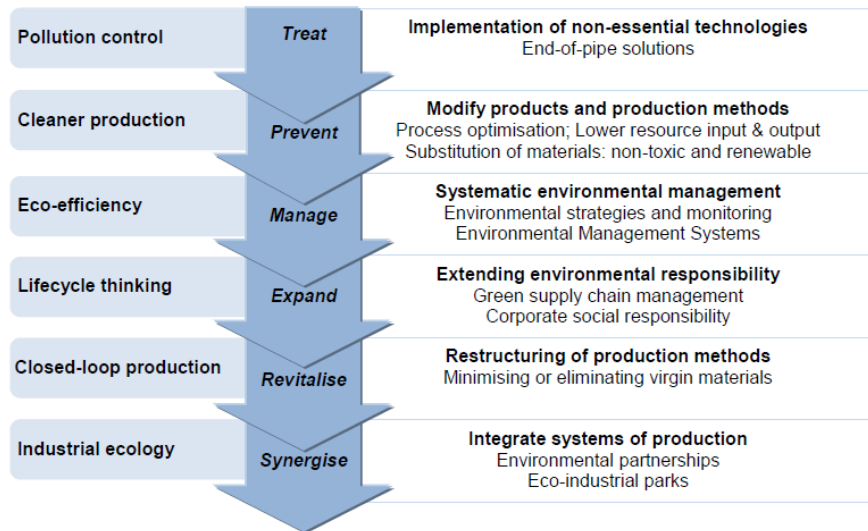 Pollution control
Treat
Implementation of non-essential technologies
End-of-pipe solutions
Cleaner production
Prevent
Modify products and production methods
Process optimisation; Lower resource input & output
Substitution of materials: non-toxic and renewable
Eco-efficiency
Manage
Systematic environmental management
Environmental strategies and monitoring
Environmental Management Systems
Lifecycle thinking
Expand
Extending environmental responsibility
Green supply chain management
Corporate social responsibility
Closed-loop production
Revitalise
Restructuring of production methods
Minimising or eliminating virgin materials
Industrial ecology
Synergise
Integrate systems of production
Environmental partnerships
Eco-industrial parks